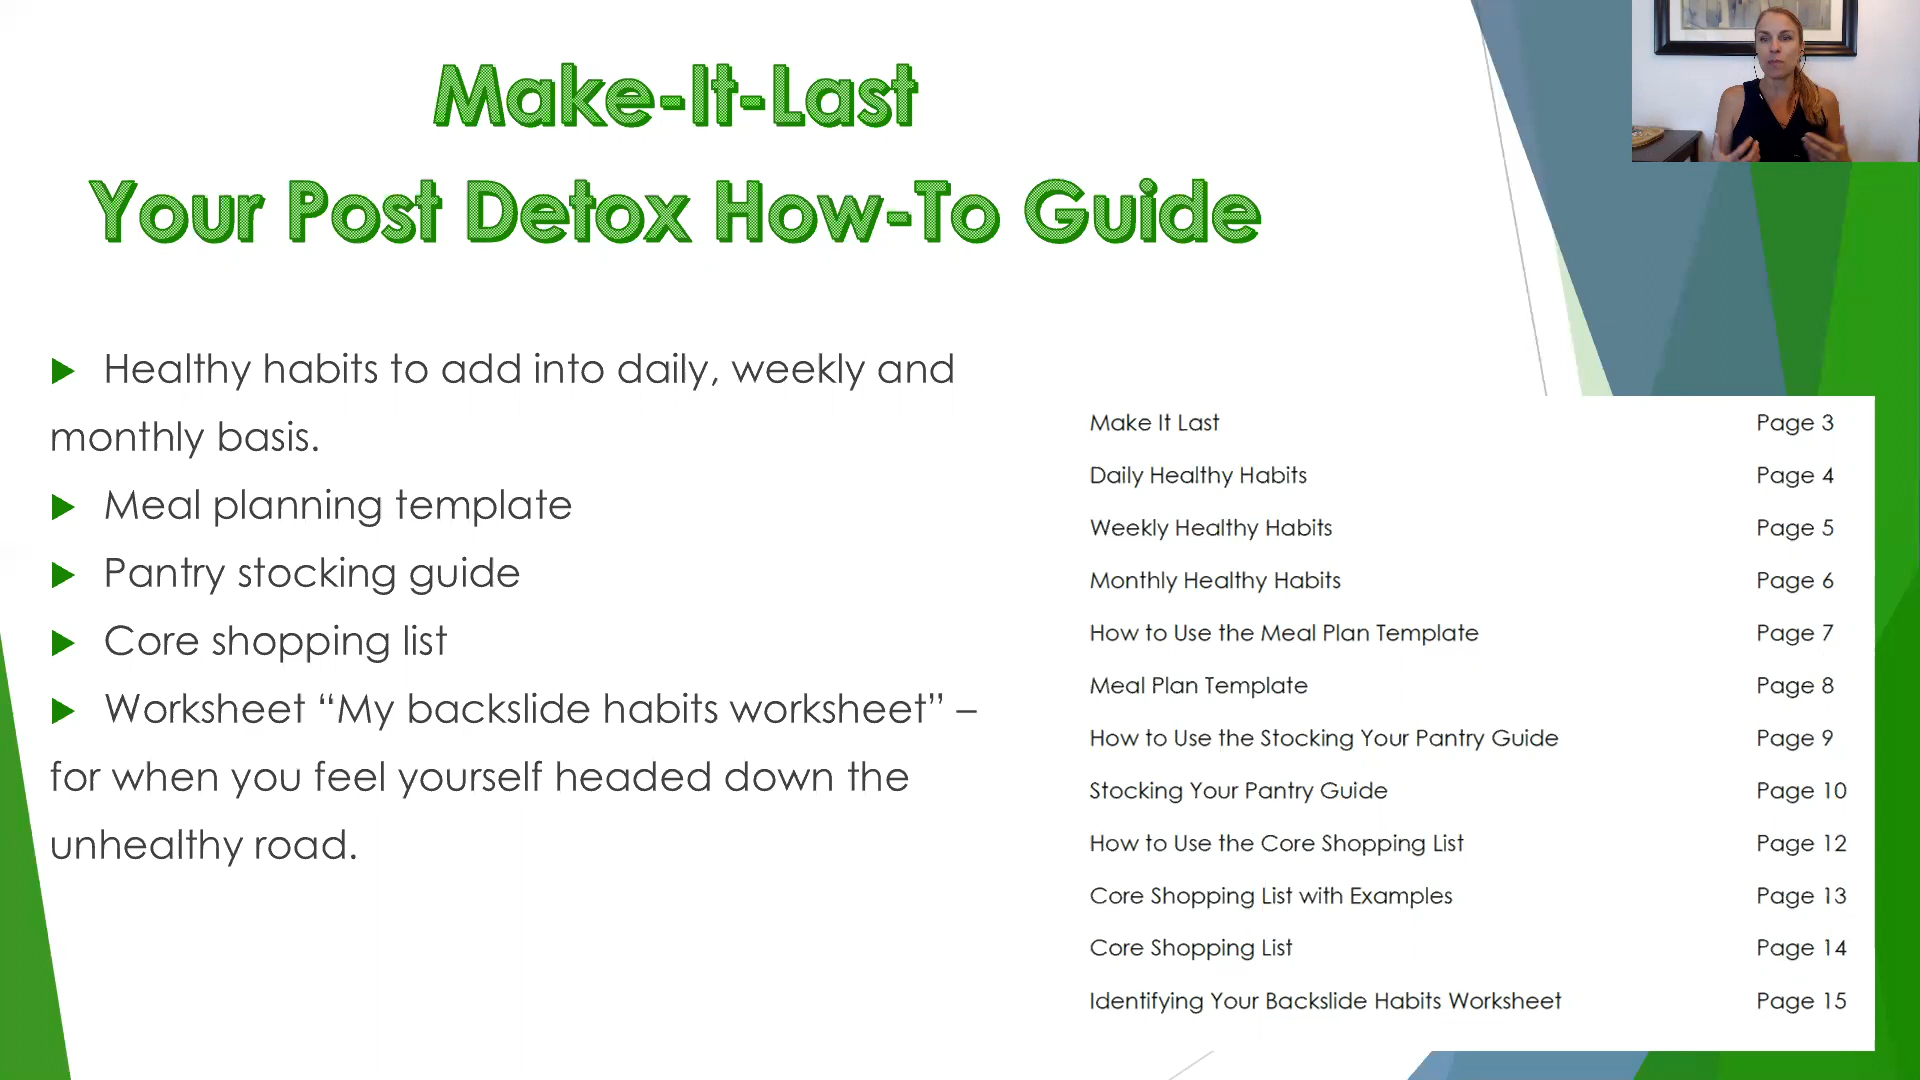 Make-It-Last
Your Post Detox How-To Guide
Healthy habits to add into daily, weekly and
monthly basis.
Meal planning template
Pantry stocking guide
Core shopping list
Worksheet “My backslide habits worksheet” –
for when you feel yourself headed down the
unhealthy road.
Make It Last Page 3
Daily Healthy Habits Page 4
Weekly Healthy Habits Page 5
Monthly Healthy Habits Page 6
How to Use the Meal Plan Template Page 7
Meal Plan Template Page 8
How to Use the Stocking Your Pantry Guide Page 9
Stocking Your Pantry Guide Page 10
How to Use the Core Shopping List Page 12
Core Shopping List with Examples Page 13
Core Shopping List Page 14
Identifying Your Backslide Habits Worksheet Page 15